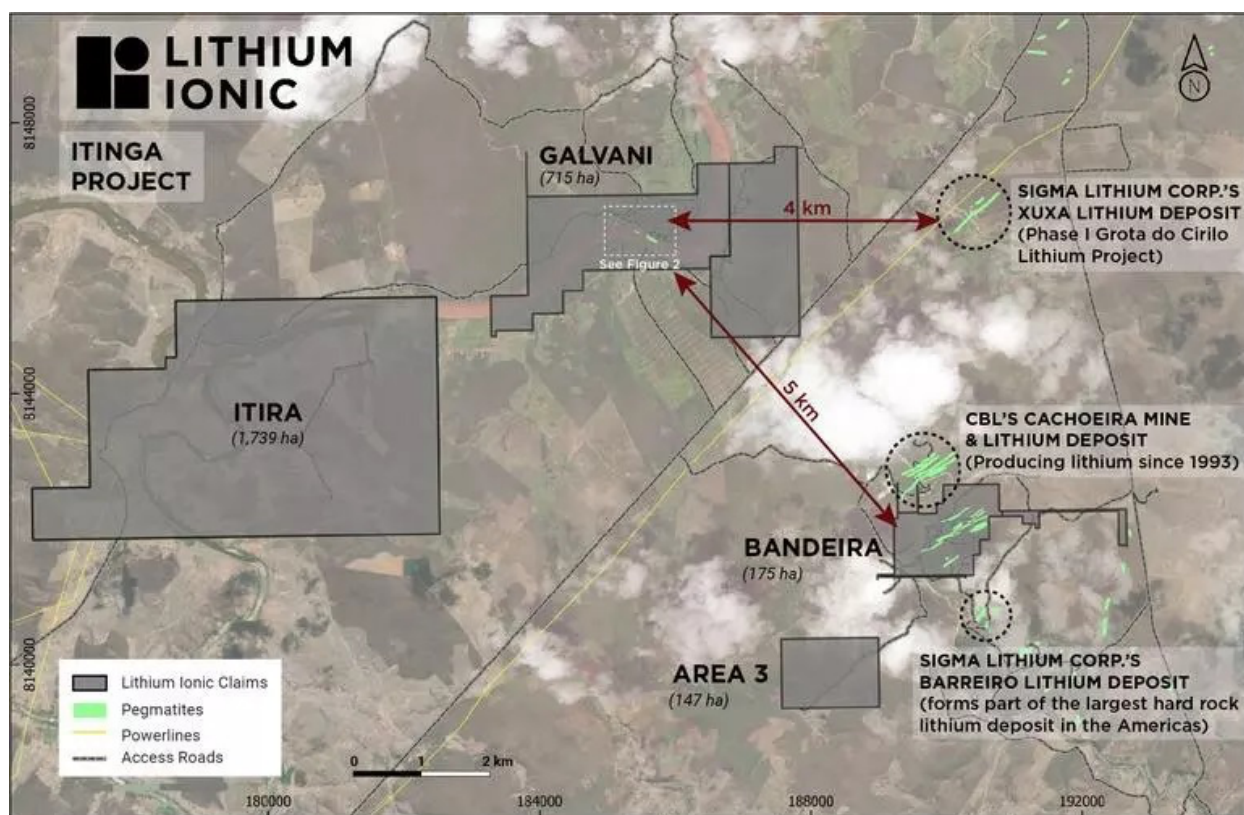 LITHIUM
IONIC
ITINGA
PROJECT
N
GALVANI
(715 ha)
4 km
SIGMA LITHIUM CORP.'S
XUXA LITHIUM DEPOSIT
(Phase I Grota do Cirilo
Lithium Project)
See Figure 2
ITIRA
(1,739 ha)
5 km
CBL'S CACHOEIRA MINE
& LITHIUM DEPOSIT
(Producing lithium since 1993)
BANDEIRA
(175 ha)
AREA 3
(147 ha)
SIGMA LITHIUM CORP.'S
BARREIRO LITHIUM DEPOSIT
(forms part of the largest hard rock
lithium deposit in the Americas)
Lithium Ionic Claims
Pegmatites
Powerlines
Access Roads
0 1 2 km
8148000
8144000
8140000
180000 184000 188000 192000